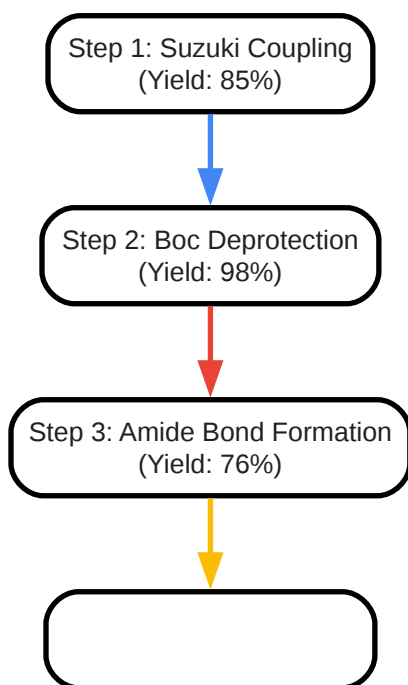 Step 1: Suzuki Coupling
(Yield: 85%)
Step 2: Boc Deprotection
(Yield: 98%)
Step 3: Amide Bond Formation
(Yield: 76%)